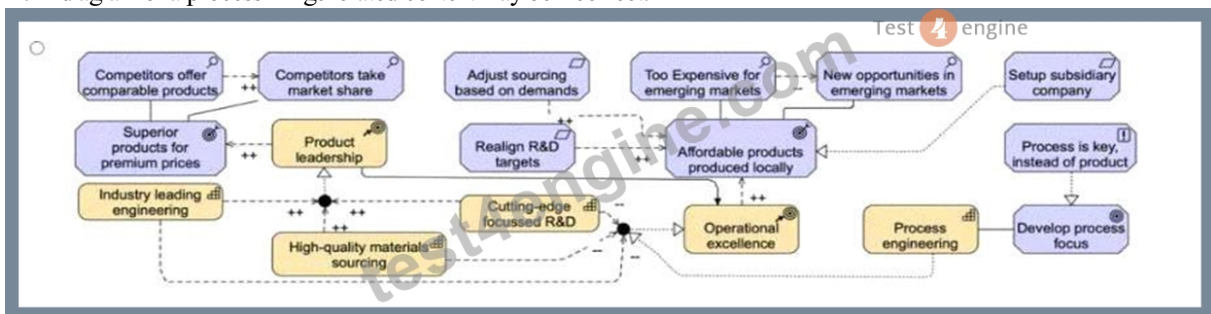 Test 4 engine
Competitors offer
comparable products
Competitors take
market share
Adjust sourcing
based on demands
Too Expensive for
emerging markets
New opportunities in
emerging markets
Setup subsidiary
company
++
--
++
Superior
products for
premium prices
Product
leadership
Realign R&D
targets
Affordable products
produced locally
Process is key,
instead of product
++
++
Industry leading
engineering
Cutting-edge
focussed R&D
Operational
excellence
Process
engineering
Develop process
focus
++
++
++
--
++
High-quality materials
sourcing
--
--
test4engine.com